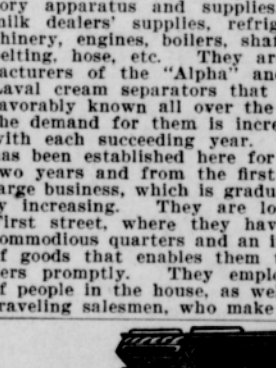 ory apparatus and supplies
milk dealers' supplies, refrig
hinery, engines, boilers, shaf
elting, hose, etc. They ar
acturers of the "Alpha" an
Laval cream separators that
avorably known all over the
he demand for them is incre
with each succeeding year.
as been established here for
wo years and from the first
arge business, which is gradu
y increasing. They are lo
First street, where they hav
ommodious quarters and an i
f goods that enables them
ers promptly. They emplo
f people in the house, as we
raveling salesmen, who make